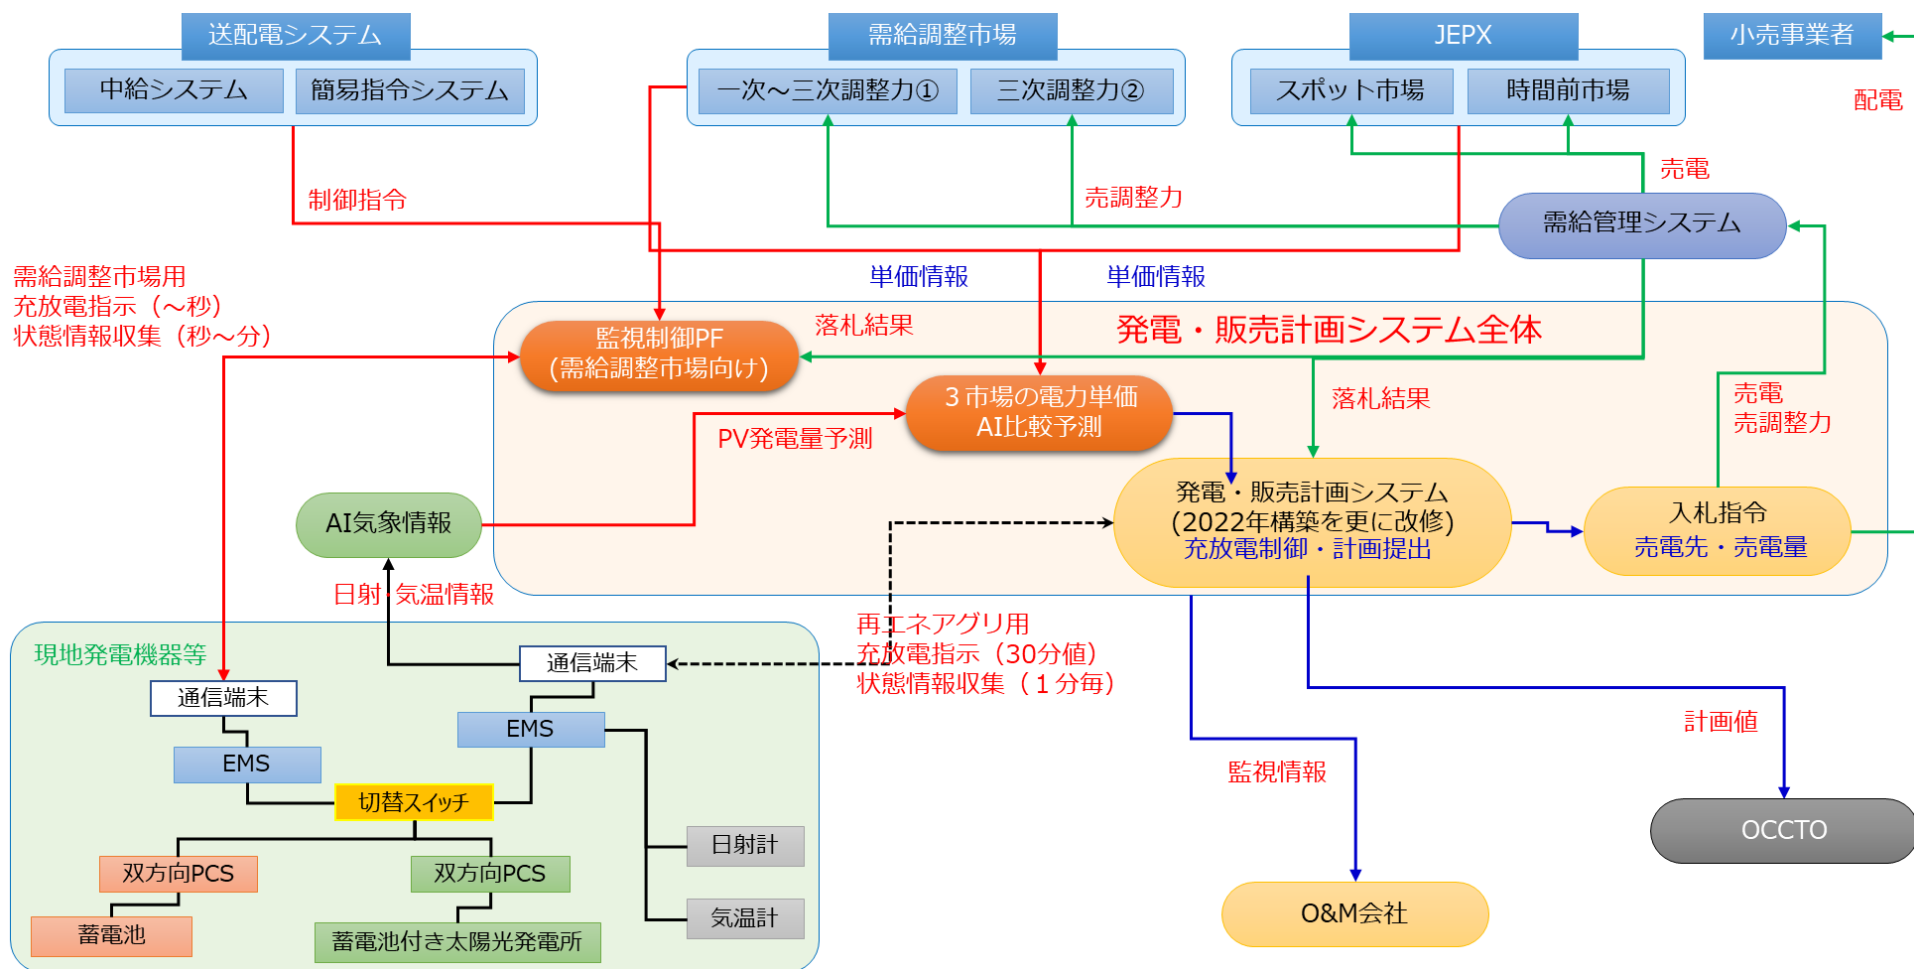 送配電システム
中給システム
簡易指令システム
需給調整市場
一次～三次調整力①
三次調整力②
JEPX
スポット市場
時間前市場
小売事業者
配電
制御指令
売調整力
売電
需給管理システム
需給調整市場用
充放電指示（～秒）
状態情報収集（秒～分）
単価情報
単価情報
監視制御PF
(需給調整市場向け)
落札結果
発電・販売計画システム全体
３市場の電力単価
AI比較予測
落札結果
売電
売調整力
PV発電量予測
AI気象情報
発電・販売計画システム
(2022年構築を更に改修)
充放電制御・計画提出
入札指令
売電先・売電量
日射・気温情報
再エネアグリ用
充放電指示（30分値）
状態情報収集（１分毎）
現地発電機器等
通信端末
通信端末
EMS
EMS
切替スイッチ
双方向PCS
双方向PCS
蓄電池
蓄電池付き太陽光発電所
日射計
気温計
監視情報
計画値
OCCTO
O&M会社